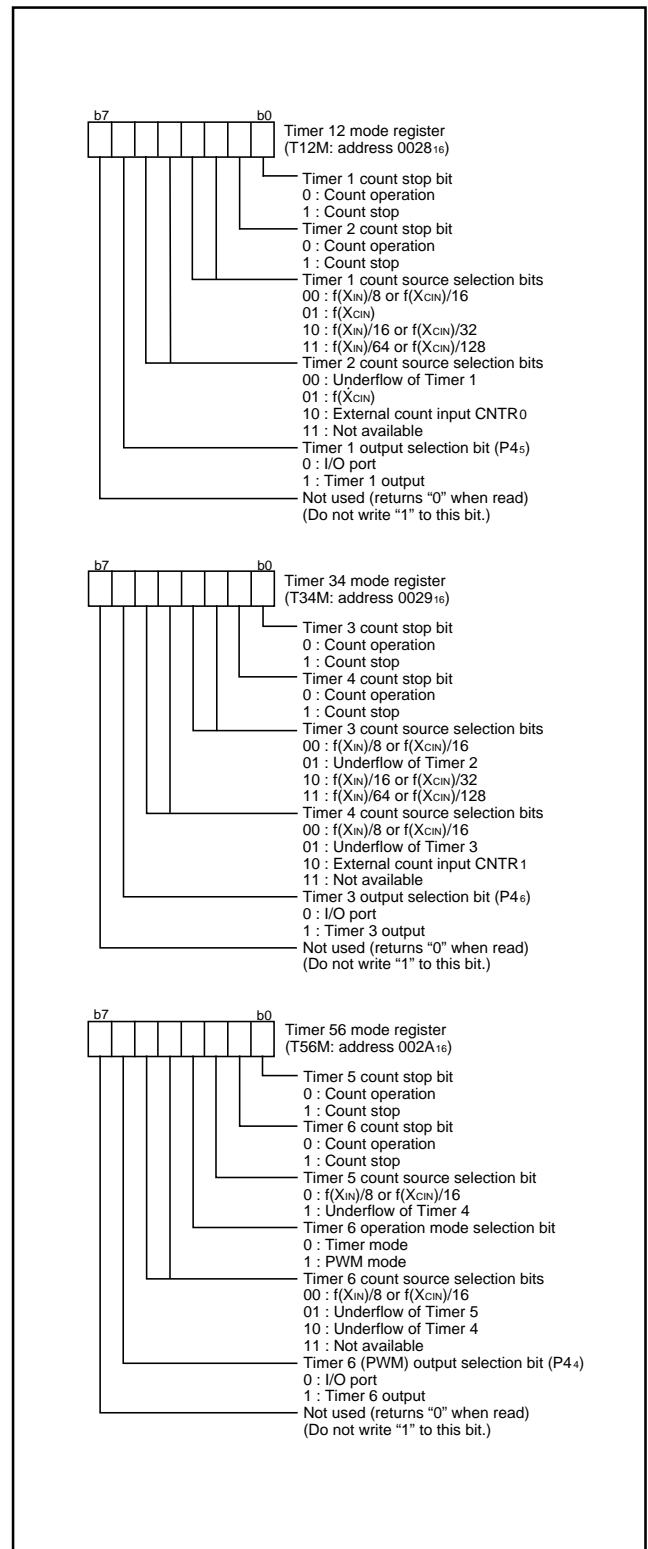 b7 b0
Timer 12 mode register
(T12M: address 0028₁₆)
Timer 1 count stop bit
0 : Count operation
1 : Count stop
Timer 2 count stop bit
0 : Count operation
1 : Count stop
Timer 1 count source selection bits
00 : f(XIN)/8 or f(XCIN)/16
01 : f(XCIN)
10 : f(XIN)/16 or f(XCIN)/32
11 : f(XIN)/64 or f(XCIN)/128
Timer 2 count source selection bits
00 : Underflow of Timer 1
01 : f(XCIN)
10 : External count input CNTR0
11 : Not available
Timer 1 output selection bit (P4₅)
0 : I/O port
1 : Timer 1 output
Not used (returns “0” when read)
(Do not write “1” to this bit.)
b7 b0
Timer 34 mode register
(T34M: address 0029₁₆)
Timer 3 count stop bit
0 : Count operation
1 : Count stop
Timer 4 count stop bit
0 : Count operation
1 : Count stop
Timer 3 count source selection bits
00 : f(XIN)/8 or f(XCIN)/16
01 : Underflow of Timer 2
10 : f(XIN)/16 or f(XCIN)/32
11 : f(XIN)/64 or f(XCIN)/128
Timer 4 count source selection bits
00 : f(XIN)/8 or f(XCIN)/16
01 : Underflow of Timer 3
10 : External count input CNTR1
11 : Not available
Timer 3 output selection bit (P4₆)
0 : I/O port
1 : Timer 3 output
Not used (returns “0” when read)
(Do not write “1” to this bit.)
b7 b0
Timer 56 mode register
(T56M: address 002A₁₆)
Timer 5 count stop bit
0 : Count operation
1 : Count stop
Timer 6 count stop bit
0 : Count operation
1 : Count stop
Timer 5 count source selection bit
0 : f(XIN)/8 or f(XCIN)/16
1 : Underflow of Timer 4
Timer 6 operation mode selection bit
0 : Timer mode
1 : PWM mode
Timer 6 count source selection bits
00 : f(XIN)/8 or f(XCIN)/16
01 : Underflow of Timer 5
10 : Underflow of Timer 4
11 : Not available
Timer 6 (PWM) output selection bit (P4₄)
0 : I/O port
1 : Timer 6 output
Not used (returns “0” when read)
(Do not write “1” to this bit.)